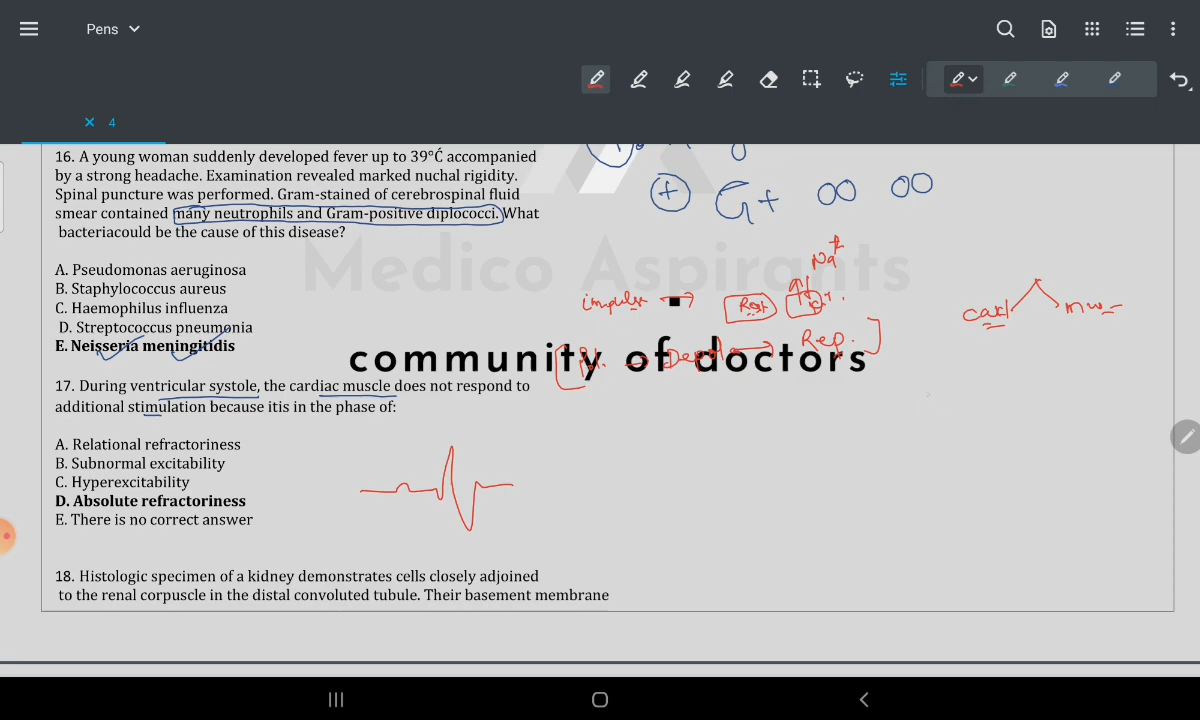 Pens
× 4
16. A young woman suddenly developed fever up to 39°Ć accompanied
by a strong headache. Examination revealed marked nuchal rigidity.
Spinal puncture was performed. Gram-stained of cerebrospinal fluid
smear contained many neutrophils and Gram-positive diplococci. What
bacteriacould be the cause of this disease?
+ G+
A. Pseudomonas aeruginosa
B. Staphylococcus aureus
C. Haemophilus influenza
D. Streptococcus pneumonia
E. Neisseria meningitidis
Medico Aspirants
community of doctors
Na+
impulse → Rest K+
Depol → Rep.
17. During ventricular systole, the cardiac muscle does not respond to
additional stimulation because itis in the phase of:
A. Relational refractoriness
B. Subnormal excitability
C. Hyperexcitability
D. Absolute refractoriness
E. There is no correct answer
18. Histologic specimen of a kidney demonstrates cells closely adjoined
to the renal corpuscle in the distal convoluted tubule. Their basement membrane